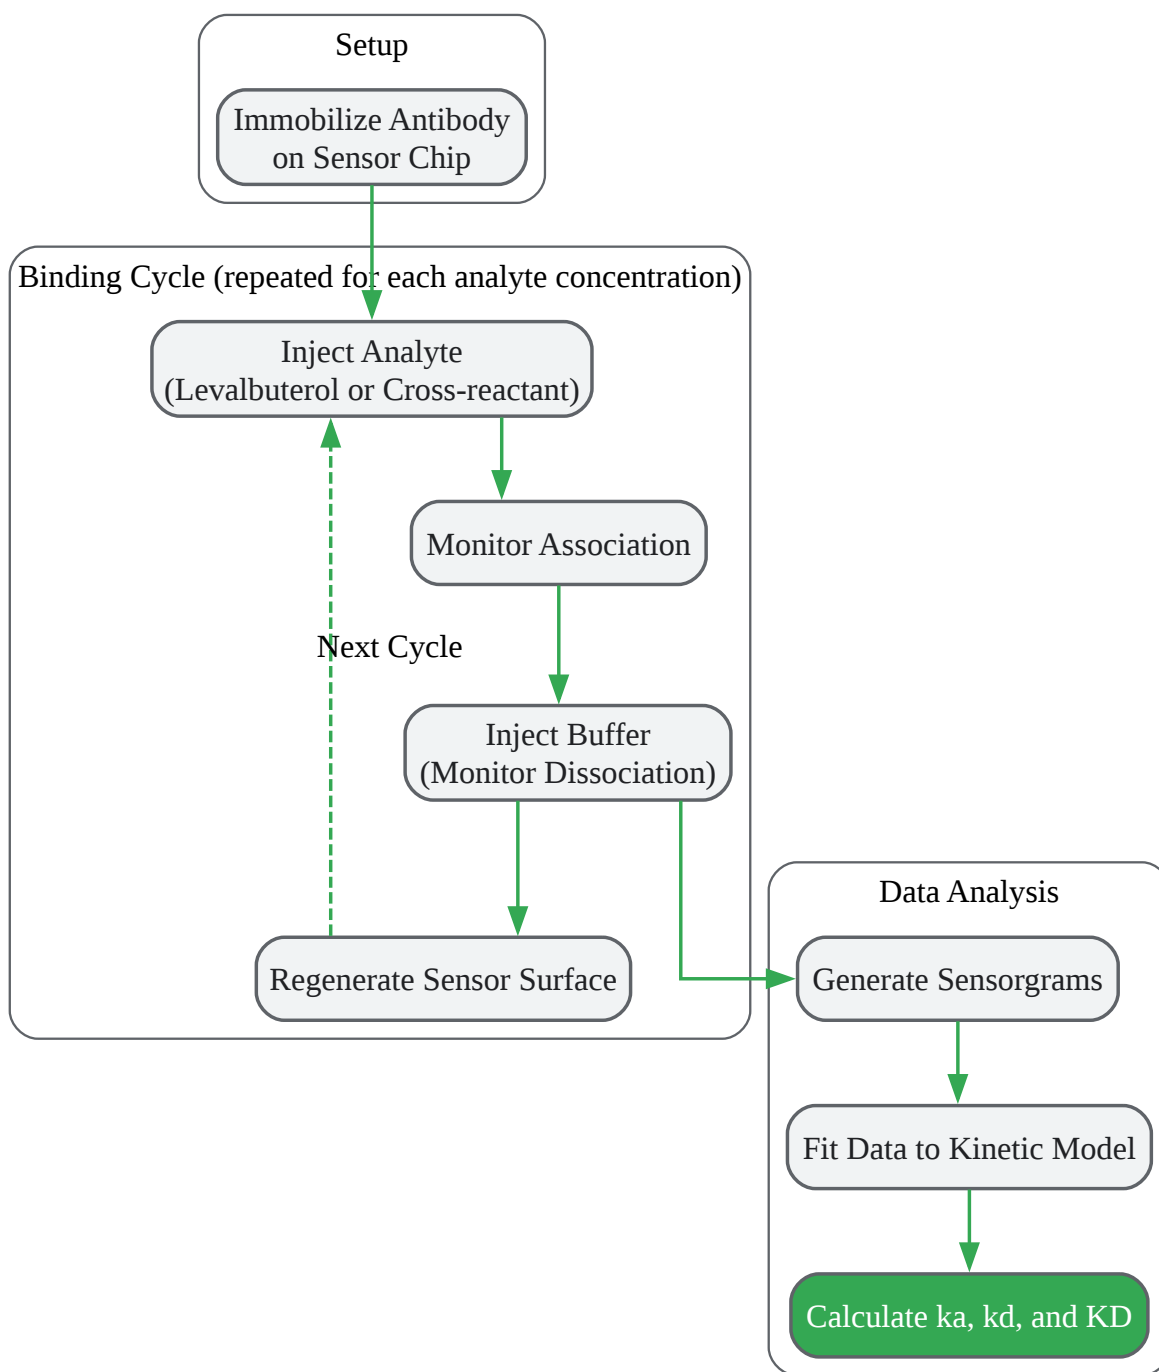 Setup
Immobilize Antibody
on Sensor Chip
Binding Cycle (repeated for each analyte concentration)
Inject Analyte
(Levalbuterol or Cross-reactant)
Monitor Association
Next Cycle
Inject Buffer
(Monitor Dissociation)
Regenerate Sensor Surface
Data Analysis
Generate Sensorgrams
Fit Data to Kinetic Model
Calculate ka, kd, and KD